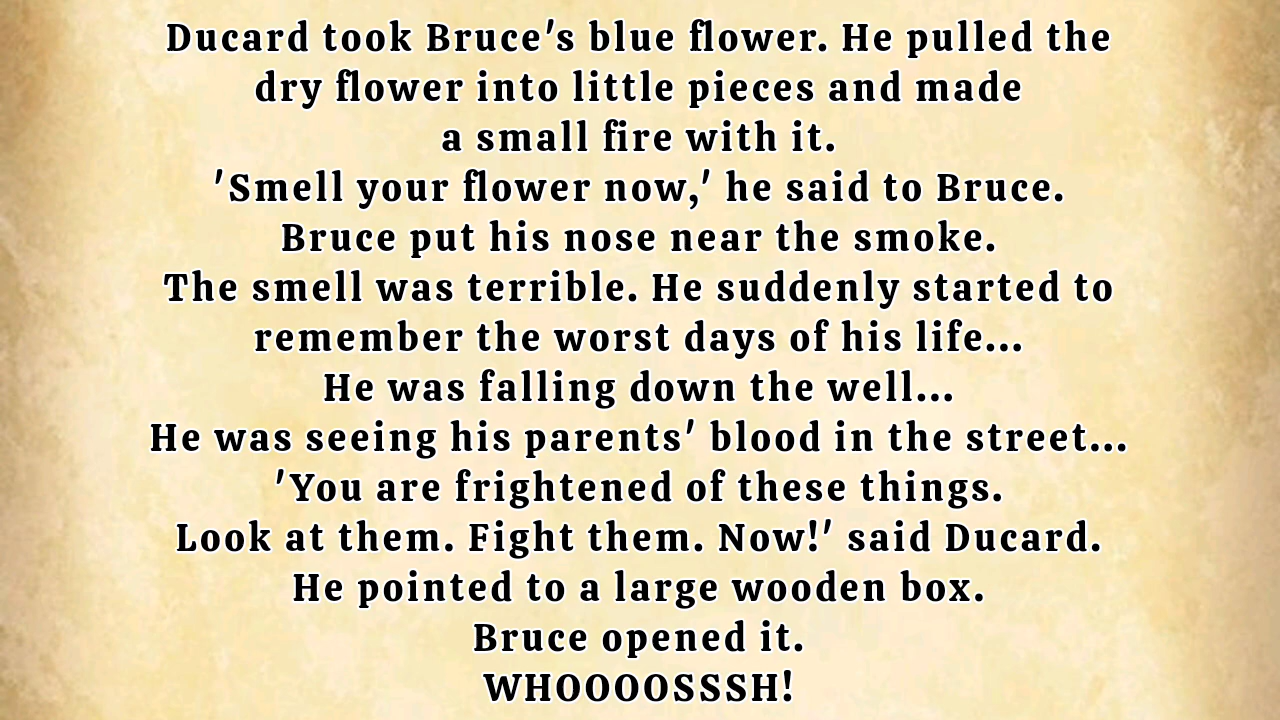 Ducard took Bruce's blue flower. He pulled the
dry flower into little pieces and made
a small fire with it.
'Smell your flower now,' he said to Bruce.
Bruce put his nose near the smoke.
The smell was terrible. He suddenly started to
remember the worst days of his life...
He was falling down the well...
He was seeing his parents' blood in the street...
'You are frightened of these things.
Look at them. Fight them. Now!' said Ducard.
He pointed to a large wooden box.
Bruce opened it.
WHOOOOSSSH!